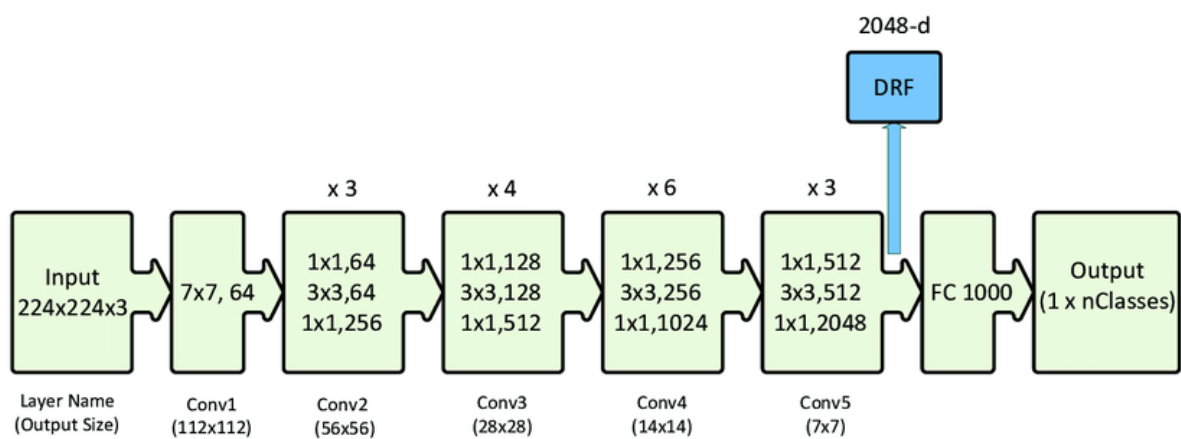 2048-d
DRF
x 3
x 4
x 6
x 3
Input
224x224x3
7x7, 64
1x1,64
3x3,64
1x1,256
1x1,128
3x3,128
1x1,512
1x1,256
3x3,256
1x1,1024
1x1,512
3x3,512
1x1,2048
FC 1000
Output
(1 x nClasses)
Layer Name
(Output Size)
Conv1
(112x112)
Conv2
(56x56)
Conv3
(28x28)
Conv4
(14x14)
Conv5
(7x7)